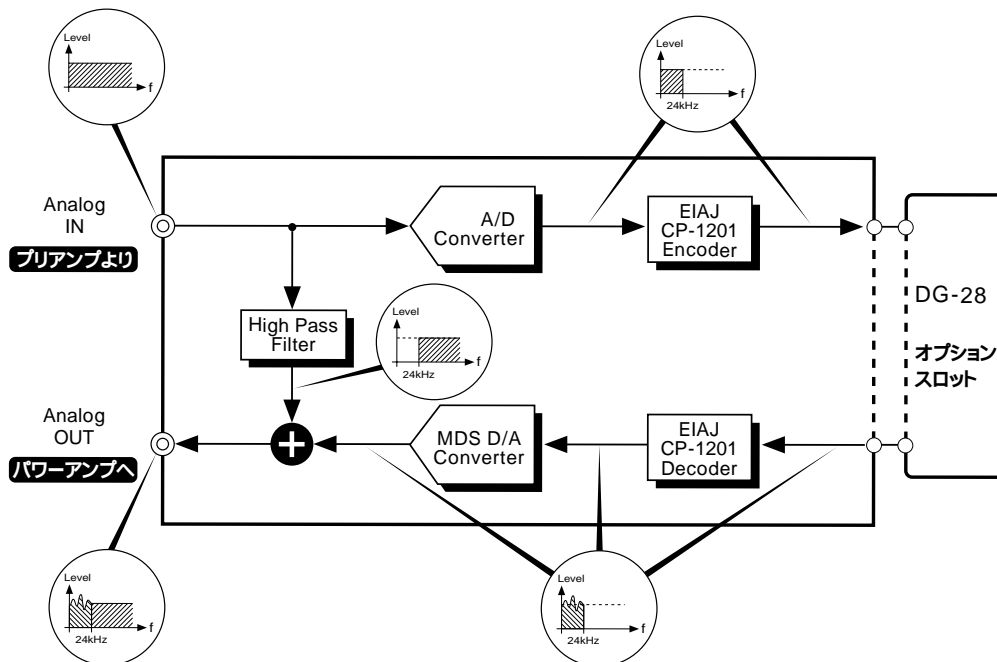 Level
f
Level
f
24kHz
Analog
IN
プリアンプより
A/D
Converter
EIAJ
CP-1201
Encoder
DG-28
オプション
スロット
High Pass
Filter
Level
f
24kHz
Analog
OUT
パワーアンプへ
MDS D/A
Converter
EIAJ
CP-1201
Decoder
Level
f
24kHz
Level
f
24kHz